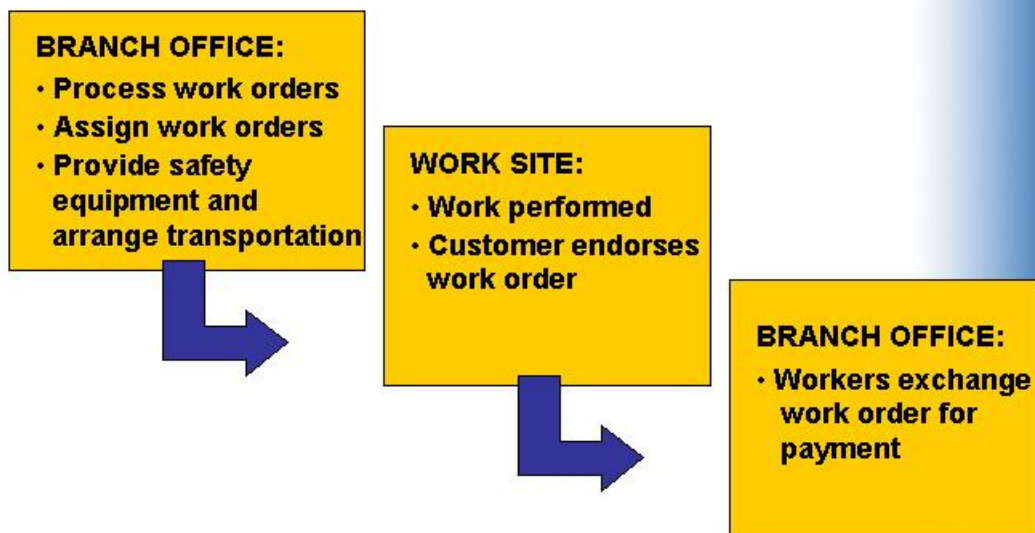 BRANCH OFFICE:
· Process work orders
· Assign work orders
· Provide safety
equipment and
arrange transportation
WORK SITE:
· Work performed
· Customer endorses
work order
BRANCH OFFICE:
· Workers exchange
work order for
payment